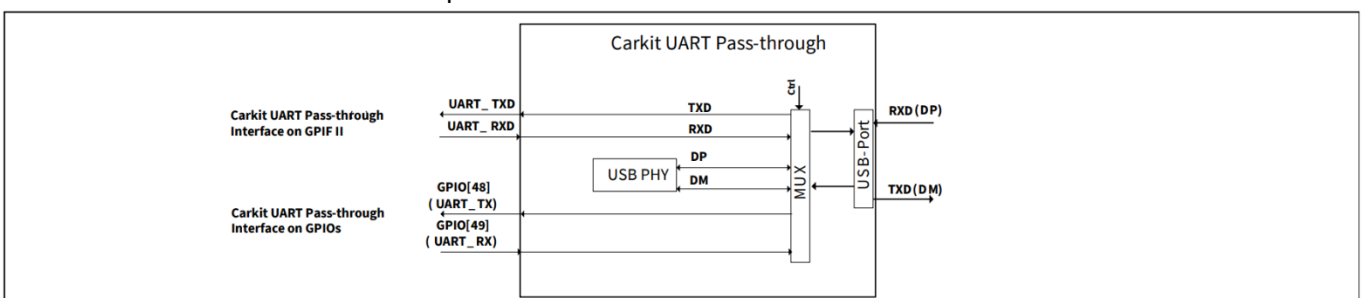 Carkit UART Pass-through
Ctrl
UART_ TXD
TXD
RXD (DP)
Carkit UART Pass-through
Interface on GPIF II
UART_ RXD
RXD
USB-Port
DP
USB PHY
MUX
DM
GPIO[48]
( UART_TX)
TXD(DM)
Carkit UART Pass-through
Interface on GPIOs
GPIO[49]
( UART_RX)